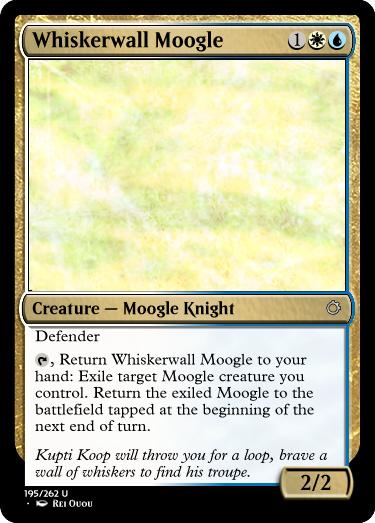 Whiskerwall Moogle 1
Creature — Moogle Knight
Defender
, Return Whiskerwall Moogle to your
hand: Exile target Moogle creature you
control. Return the exiled Moogle to the
battlefield tapped at the beginning of the
next end of turn.
Kupti Koop will throw you for a loop, brave a
wall of whiskers to find his troupe.
2/2
195/262 U
· Rei Ouou